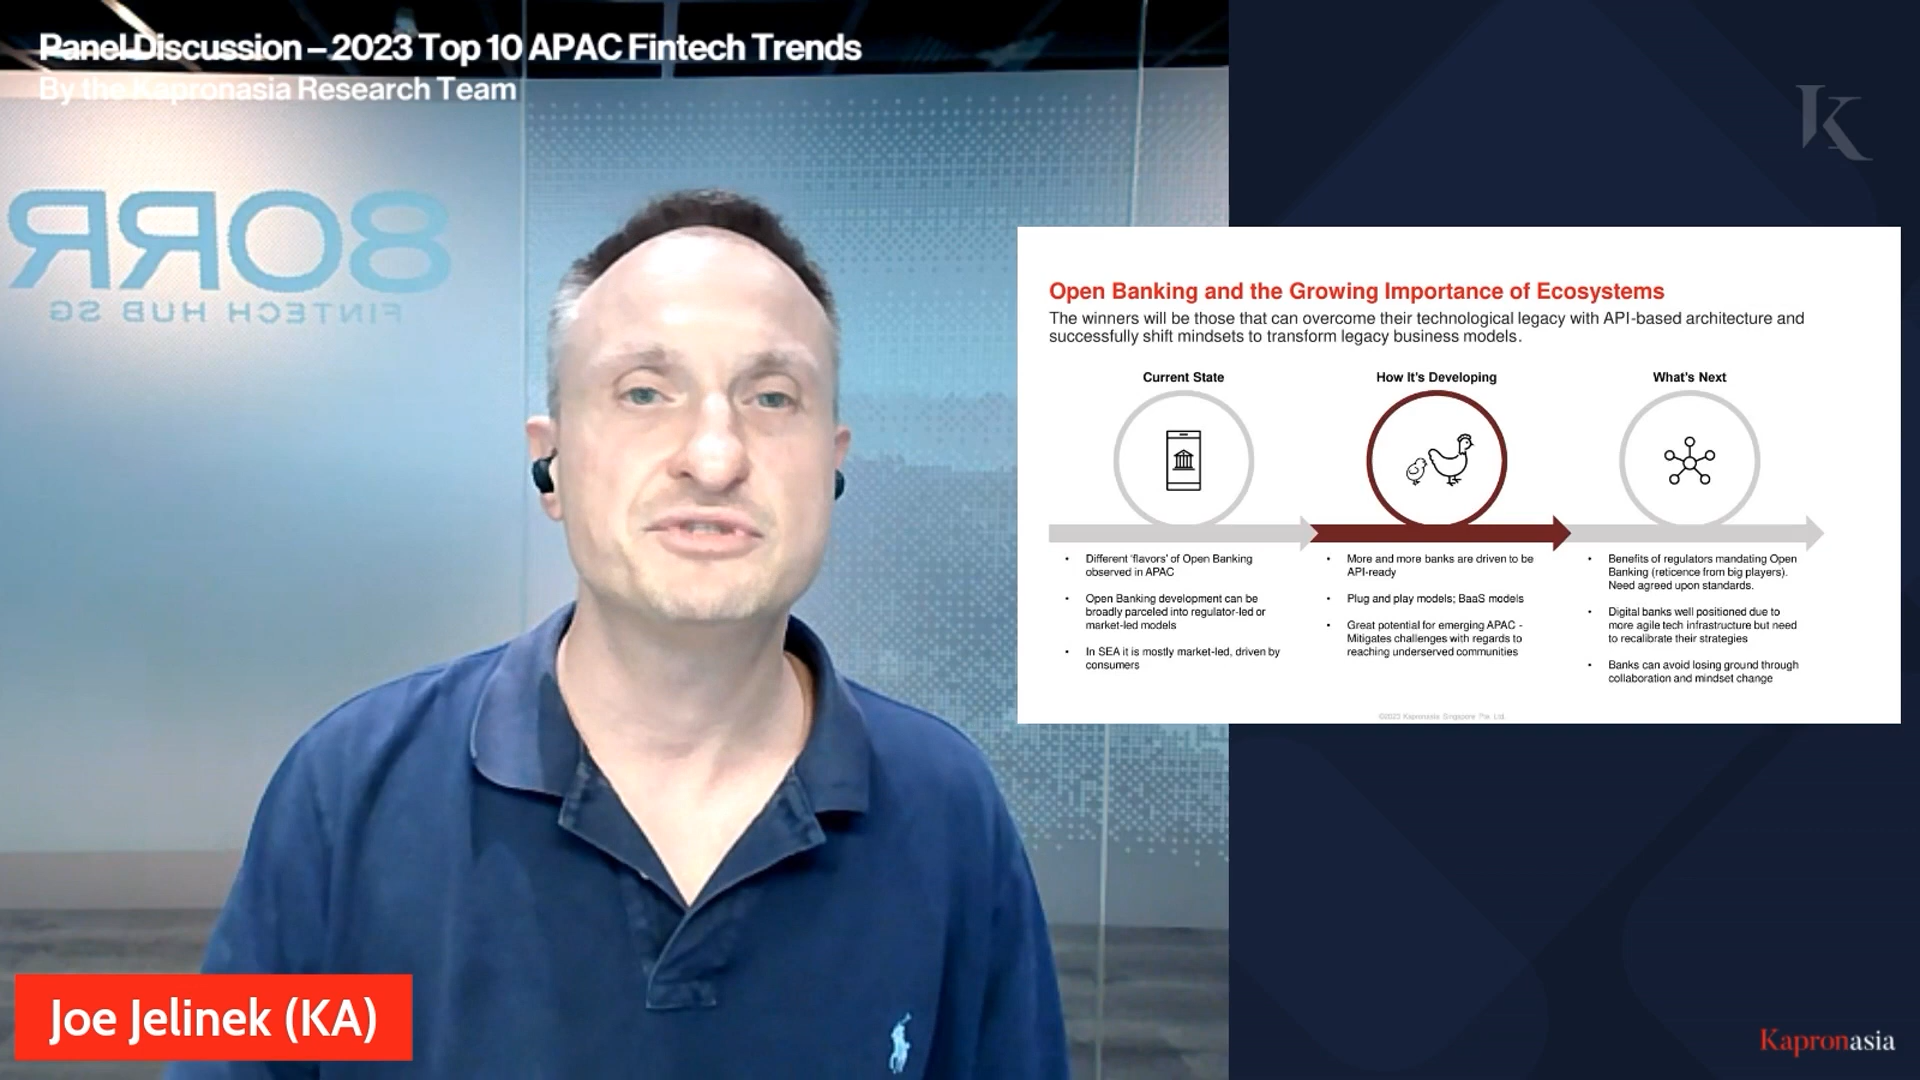 Panel Discussion – 2023 Top 10 APAC Fintech Trends
By the Kapronasia Research Team
80RR
FINTECH HUB SG
K
Open Banking and the Growing Importance of Ecosystems
The winners will be those that can overcome their technological legacy with API-based architecture and
successfully shift mindsets to transform legacy business models.
Current State
How It's Developing
What's Next
• Different 'flavors' of Open Banking
observed in APAC
• Open Banking development can be
broadly parceled into regulator-led or
market-led models
• In SEA it is mostly market-led, driven by
consumers
• More and more banks are driven to be
API-ready
• Plug and play models; BaaS models
• Great potential for emerging APAC -
Mitigates challenges with regards to
reaching underserved communities
• Benefits of regulators mandating Open
Banking (reticence from big players).
Need agreed upon standards.
• Digital banks well positioned due to
more agile tech infrastructure but need
to recalibrate their strategies
• Banks can avoid losing ground through
collaboration and mindset change
©2023 Kapronasia Singapore Pte. Ltd.
Joe Jelinek (KA)
Kapronasia